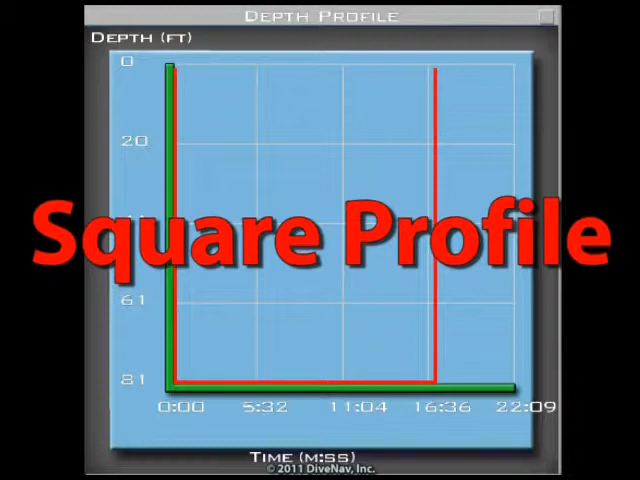 Depth Profile
Depth (ft)
0
20
Square Profile
61
81
0:00 5:32 11:04 16:36 22:09
Time (m:ss)
© 2011 DiveNav, Inc.